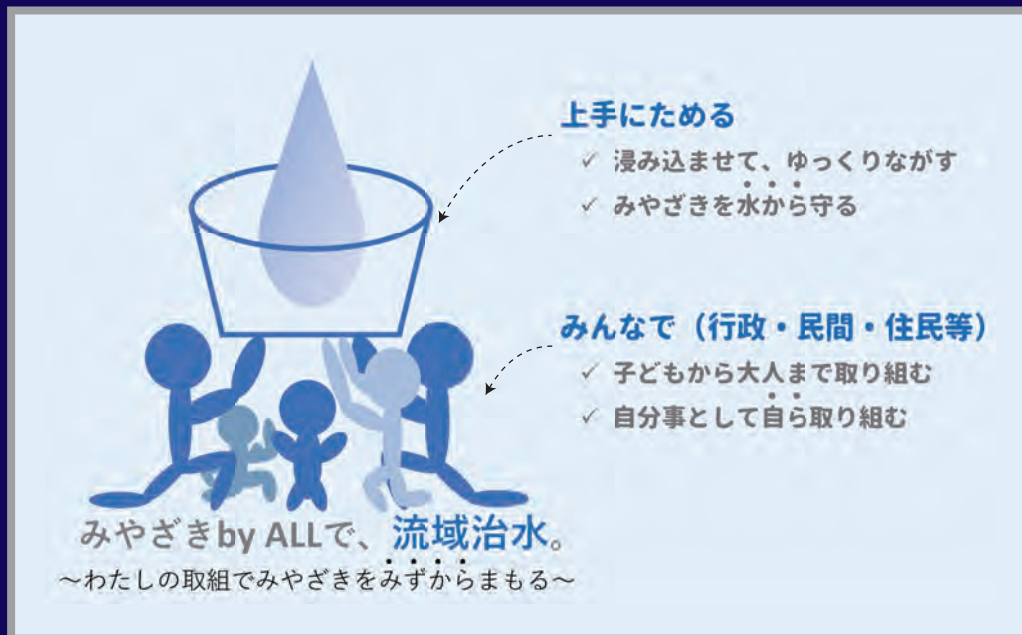 上手にためる
✓ 浸み込ませて、ゆっくりながす
✓ みやざきを水から守る
みんなで（行政・民間・住民等）
✓ 子どもから大人まで取り組む
✓ 自分事として自ら取り組む
みやざきby ALLで、流域治水。
～わたしの取組でみやざきをみずからまもる～